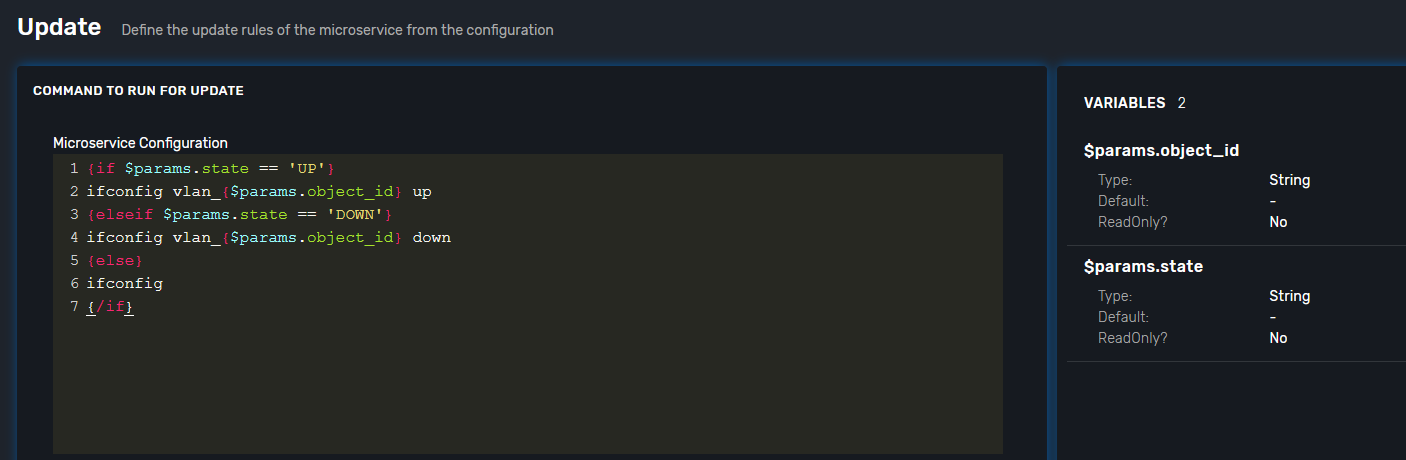 Update Define the update rules of the microservice from the configuration
COMMAND TO RUN FOR UPDATE
Microservice Configuration
1 {if $params.state == 'UP'}
2 ifconfig vlan_{$params.object_id} up
3 {elseif $params.state == 'DOWN'}
4 ifconfig vlan_{$params.object_id} down
5 {else}
6 ifconfig
7 {/if}
VARIABLES 2
$params.object_id
Type: String
Default: -
ReadOnly? No
$params.state
Type: String
Default: -
ReadOnly? No